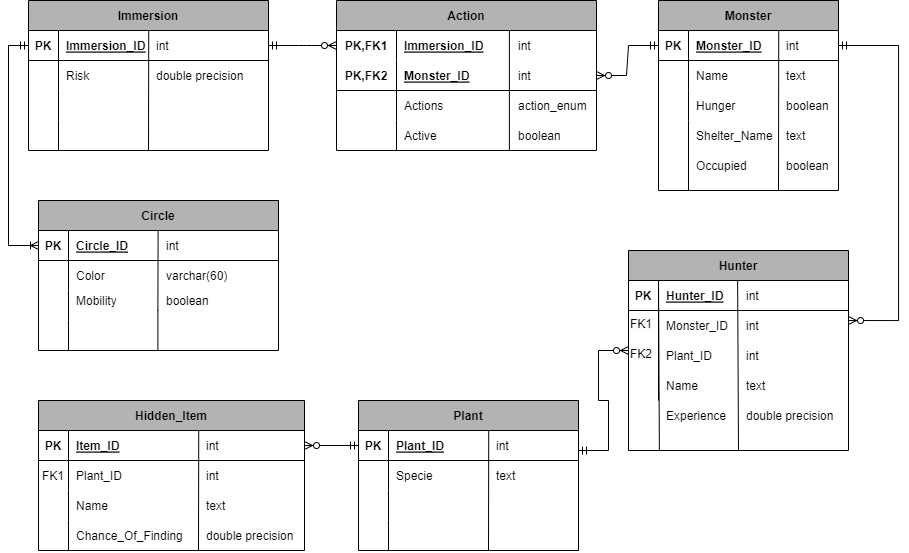 Immersion
PK Immersion_ID int
Risk double precision
Action
PK,FK1 Immersion_ID int
PK,FK2 Monster_ID int
Actions action_enum
Active boolean
Monster
PK Monster_ID int
Name text
Hunger boolean
Shelter_Name text
Occupied boolean
Circle
PK Circle_ID int
Color varchar(60)
Mobility boolean
Hunter
PK Hunter_ID int
FK1 Monster_ID int
FK2 Plant_ID int
Name text
Experience double precision
Hidden_Item
PK Item_ID int
FK1 Plant_ID int
Name text
Chance_Of_Finding double precision
Plant
PK Plant_ID int
Specie text